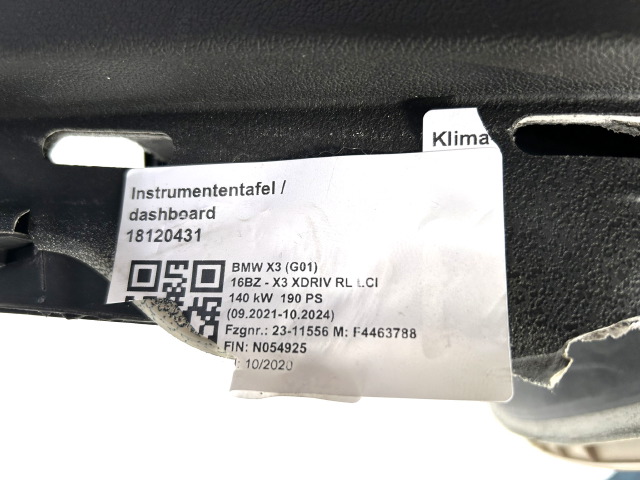 Klima
Instrumententafel /
dashboard
18120431
BMW X3 (G01)
16BZ - X3 XDRIV RL LCI
140 kW 190 PS
(09.2021-10.2024)
Fzgnr.: 23-11556 M: F4463788
FIN: N054925
: 10/2020